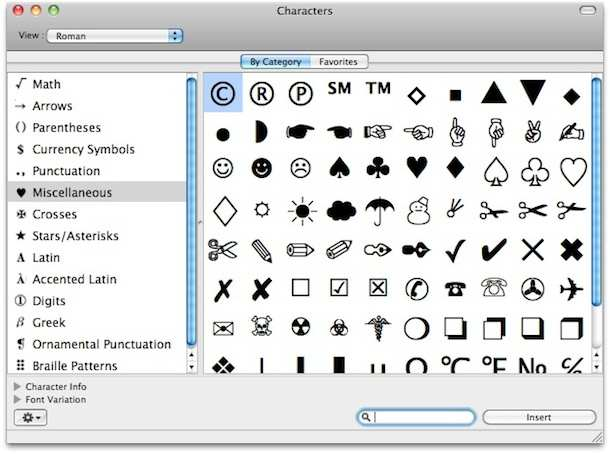 Characters
View : Roman
By Category Favorites
√ Math
→ Arrows
( ) Parentheses
$ Currency Symbols
., Punctuation
♥ Miscellaneous
✠ Crosses
★ Stars/Asterisks
A Latin
À Accented Latin
① Digits
β Greek
¶ Ornamental Punctuation
⠿ Braille Patterns
© ® ℗ ℠ ™ ◇ ■ ▲ ▼ ◆
● ◗ ☛ ☚ ☞ ☜ ☝ ☟ ✌ ✍
☺ ☻ ☹ ♠ ♣ ♥ ♦ ♤ ♧ ♡
♢ ☼ ☀ ☁ ☂ ☃ ☄ ✁ ✂ ✃
✄ ✎ ✏ ✐ ✑ ✒ ✓ ✔ ✕ ✖
✗ ✘ ☐ ☑ ☒ ✆ ☎ ☏ ✇ ✈
✉ ☠ ☢ ☣ ⚕ ❍ ❏ ❐ ❑ ❒
❖ ❘ ❙ ❚ µ Ω ℃ ℉ № ℅
Character Info
Font Variation
Insert